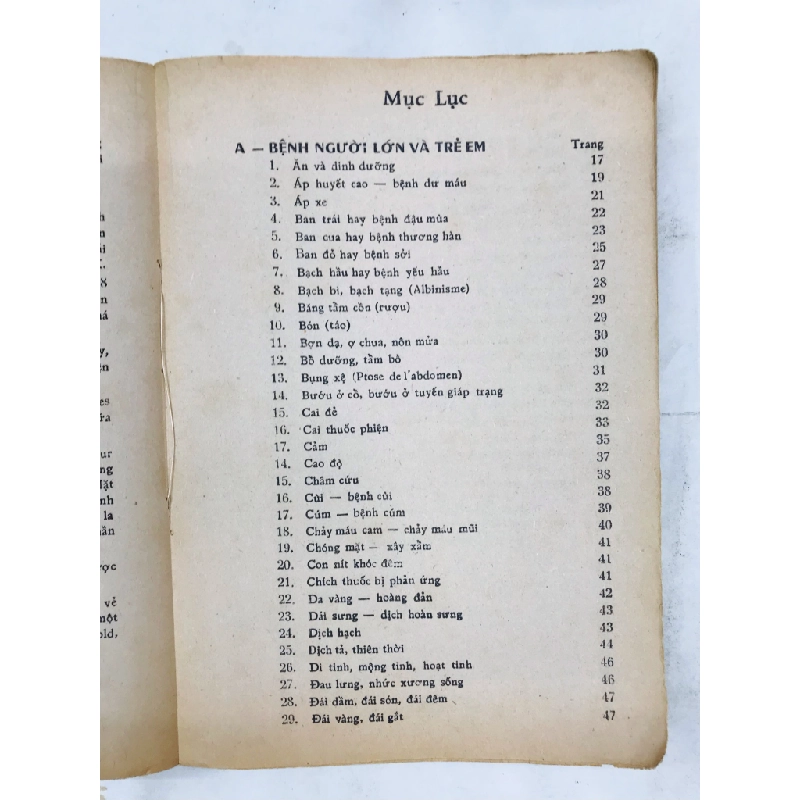 Mục Lục
A — BỆNH NGƯỜI LỚN VÀ TRẺ EM Trang
1. Ăn và dinh dưỡng 17
2. Áp huyết cao — bệnh dư máu 19
3. Áp xe 21
4. Ban trái hay bệnh đậu mùa 22
5. Ban cua hay bệnh thương hàn 23
6. Ban đỏ hay bệnh sởi 25
7. Bạch hầu hay bệnh yết hầu 27
8. Bạch bì, bạch tạng (Albinisme) 28
9. Báng tẩm cồn (rượu) 29
10. Bón (táo) 29
11. Bợn dạ, ợ chua, nôn mửa 30
12. Bồ dưỡng, tầm bồ 30
13. Bụng xệ (Ptose de l'abdomen) 31
14. Bướu ở cồ, bướu ở tuyến giáp trạng 32
15. Cai đẻ 32
16. Cai thuốc phiện 33
17. Cảm 35
14. Cao độ 37
15. Châm cứu 38
16. Cùi — bệnh cùi 38
17. Cúm — bệnh cúm 39
18. Chảy máu cam — chảy máu mũi 40
19. Chóng mặt — xây xẩm 41
20. Con nít khóc đêm 41
21. Chích thuốc bị phản ứng 41
22. Da vàng — hoàng đản 42
23. Dái sưng — dịch hoàn sưng 43
24. Dịch hạch 43
25. Dịch tả, thiên thời 44
26. Di tinh, mộng tinh, hoạt tinh 46
27. Đau lưng, nhức xương sống 46
28. Đái dầm, đái són, đái đêm 47
29. Đái vàng, đái gắt 47